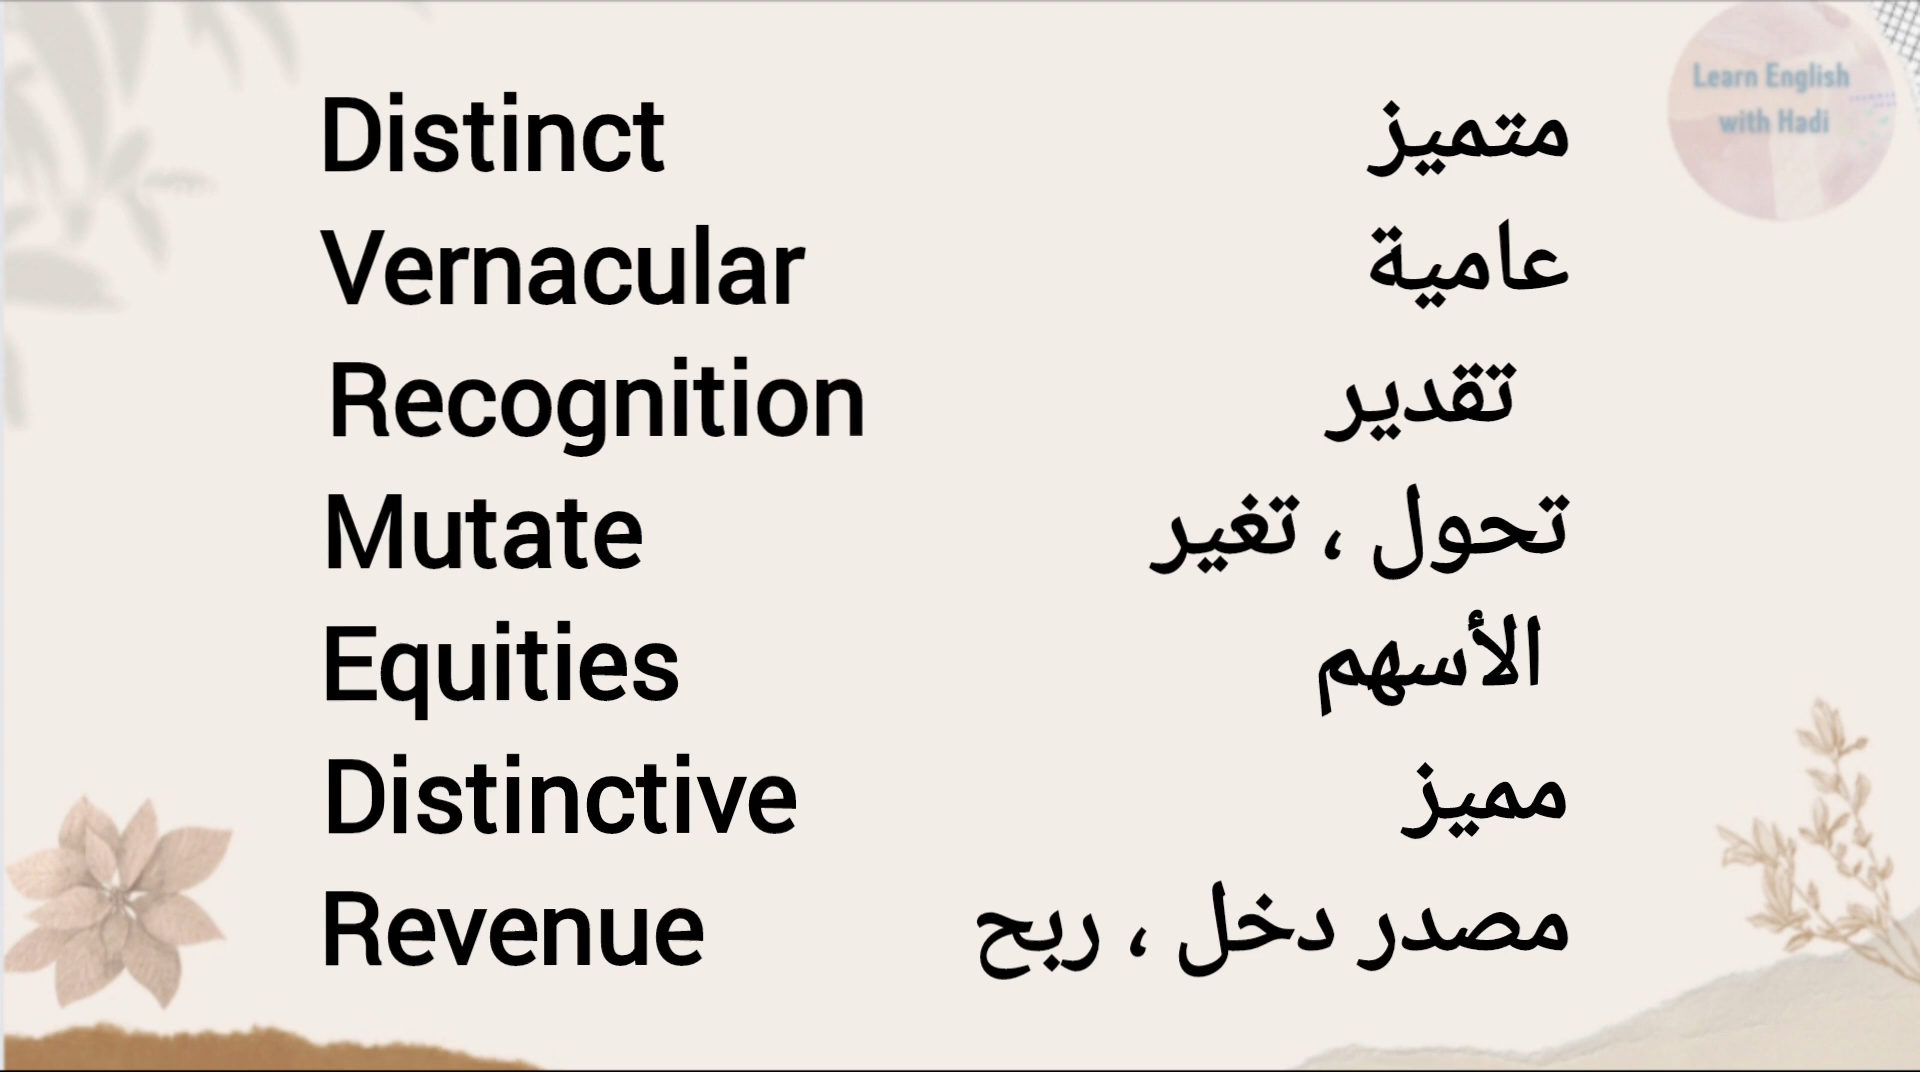 Learn English
with Hadi
Distinct متميز
Vernacular عامية
Recognition تقدير
Mutate تحول ، تغير
Equities الأسهم
Distinctive مميز
Revenue مصدر دخل ، ربح